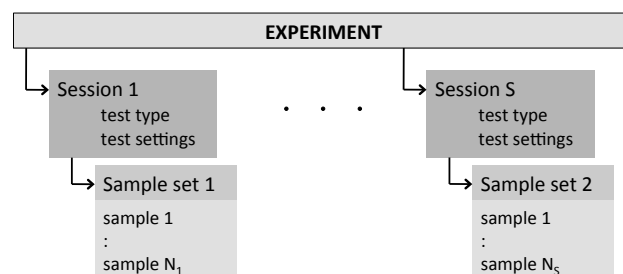 EXPERIMENT
Session 1
test type
test settings
Sample set 1
sample 1
:
sample N₁
. . .
Session S
test type
test settings
Sample set 2
sample 1
:
sample Nₛ